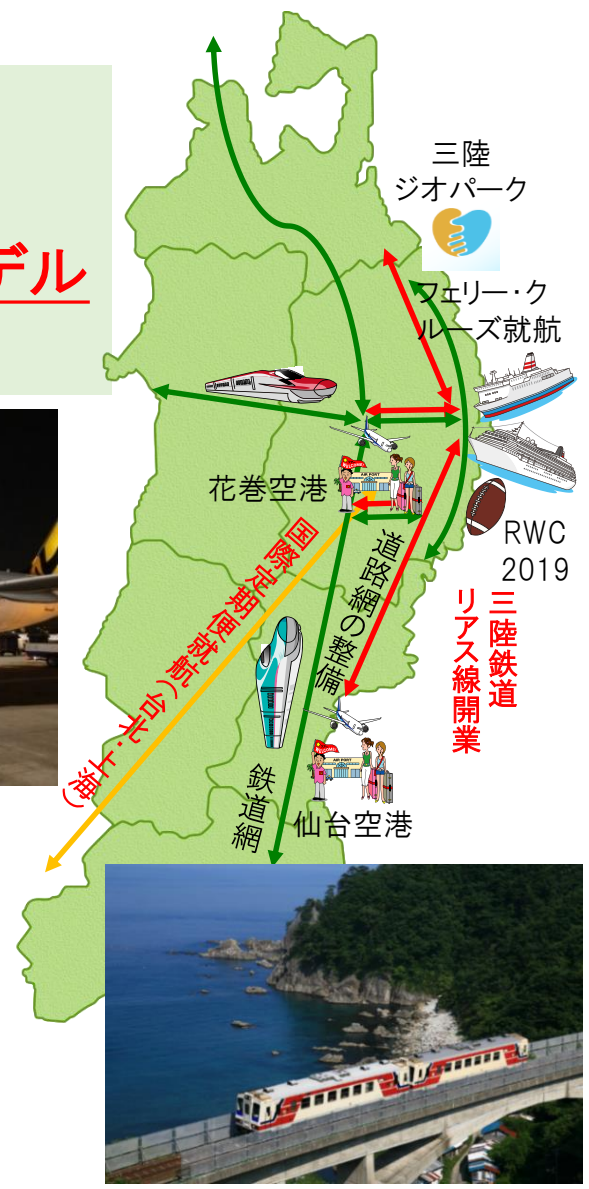 デル
三陸
ジオパーク
フェリー・ク
ルーズ就航
花巻空港
RWC
2019
国際定期便就航(台北・上海)
道路網の整備
三陸鉄道
リアス線開業
鉄道網
仙台空港